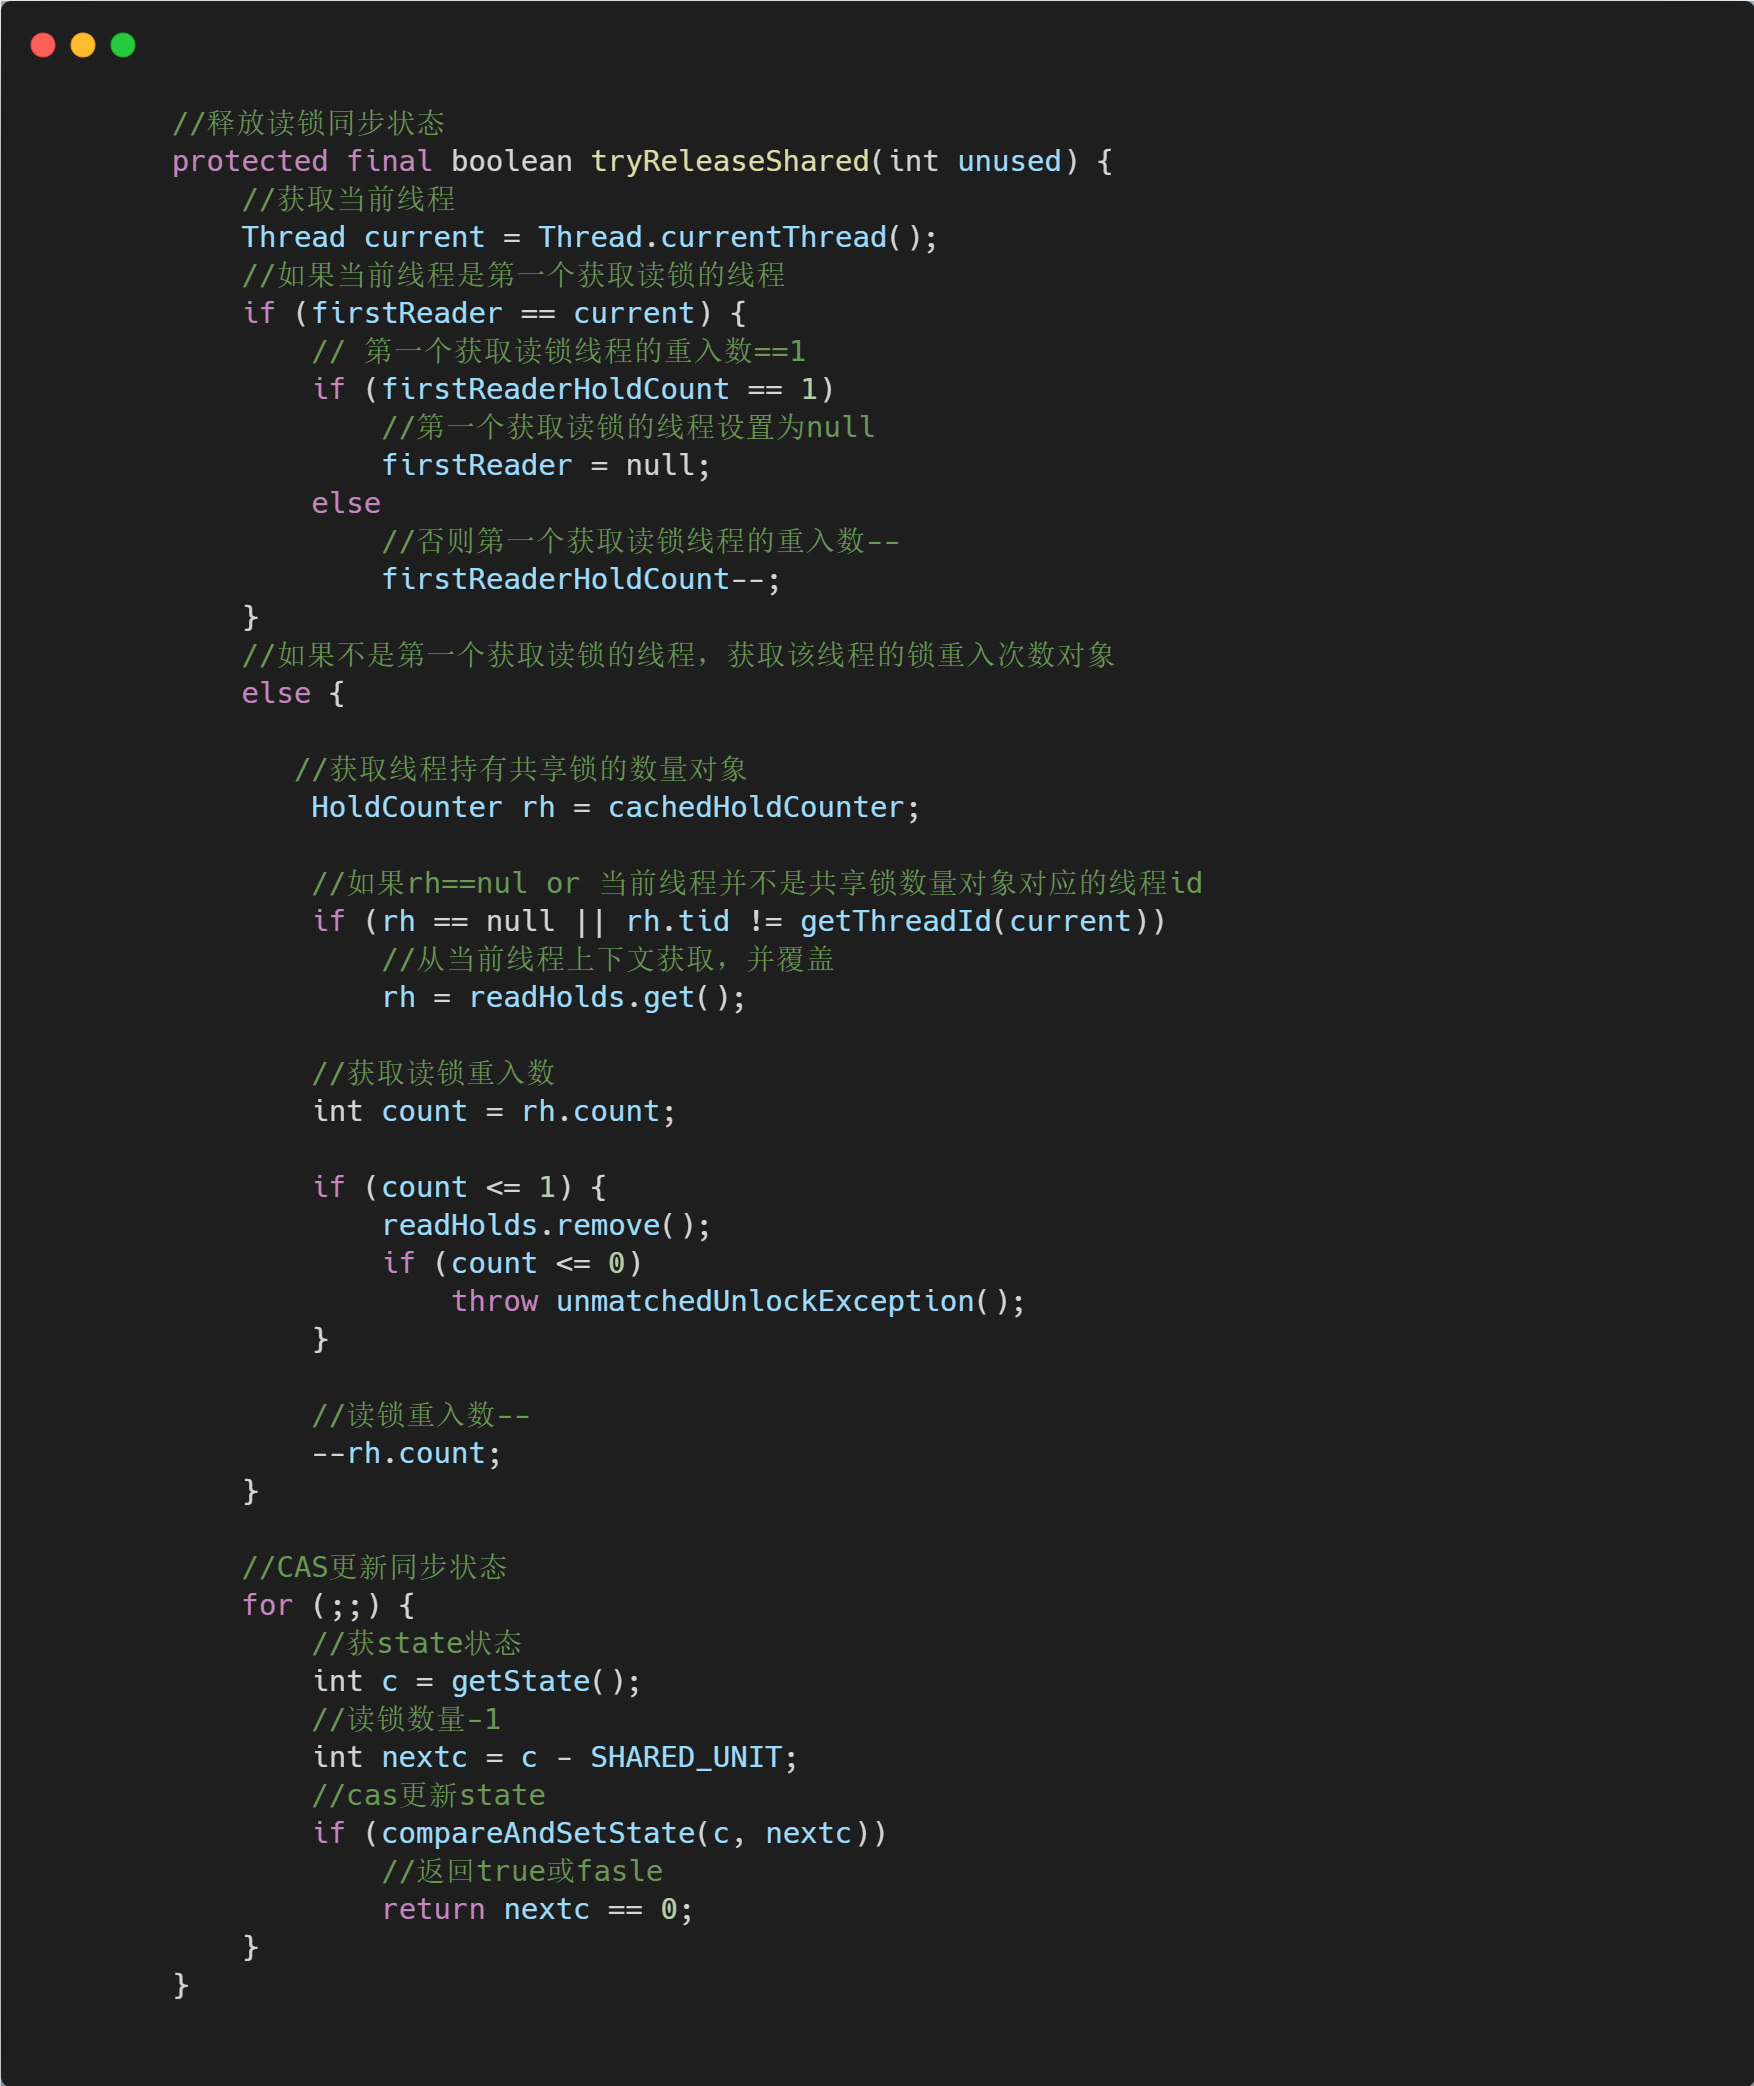 //释放读锁同步状态
protected final boolean tryReleaseShared(int unused) {
    //获取当前线程
    Thread current = Thread.currentThread();
    //如果当前线程是第一个获取读锁的线程
    if (firstReader == current) {
        // 第一个获取读锁线程的重入数==1
        if (firstReaderHoldCount == 1)
            //第一个获取读锁的线程设置为null
            firstReader = null;
        else
            //否则第一个获取读锁线程的重入数--
            firstReaderHoldCount--;
    }
    //如果不是第一个获取读锁的线程，获取该线程的锁重入次数对象
    else {
       //获取线程持有共享锁的数量对象
        HoldCounter rh = cachedHoldCounter;
        //如果rh==nul or 当前线程并不是共享锁数量对象对应的线程id
        if (rh == null || rh.tid != getThreadId(current))
            //从当前线程上下文获取，并覆盖
            rh = readHolds.get();
        //获取读锁重入数
        int count = rh.count;
        if (count <= 1) {
            readHolds.remove();
            if (count <= 0)
                throw unmatchedUnlockException();
        }
        //读锁重入数--
        --rh.count;
    }
    //CAS更新同步状态
    for (;;) {
        //获state状态
        int c = getState();
        //读锁数量-1
        int nextc = c - SHARED_UNIT;
        //cas更新state
        if (compareAndSetState(c, nextc))
            //返回true或fasle
            return nextc == 0;
    }
}